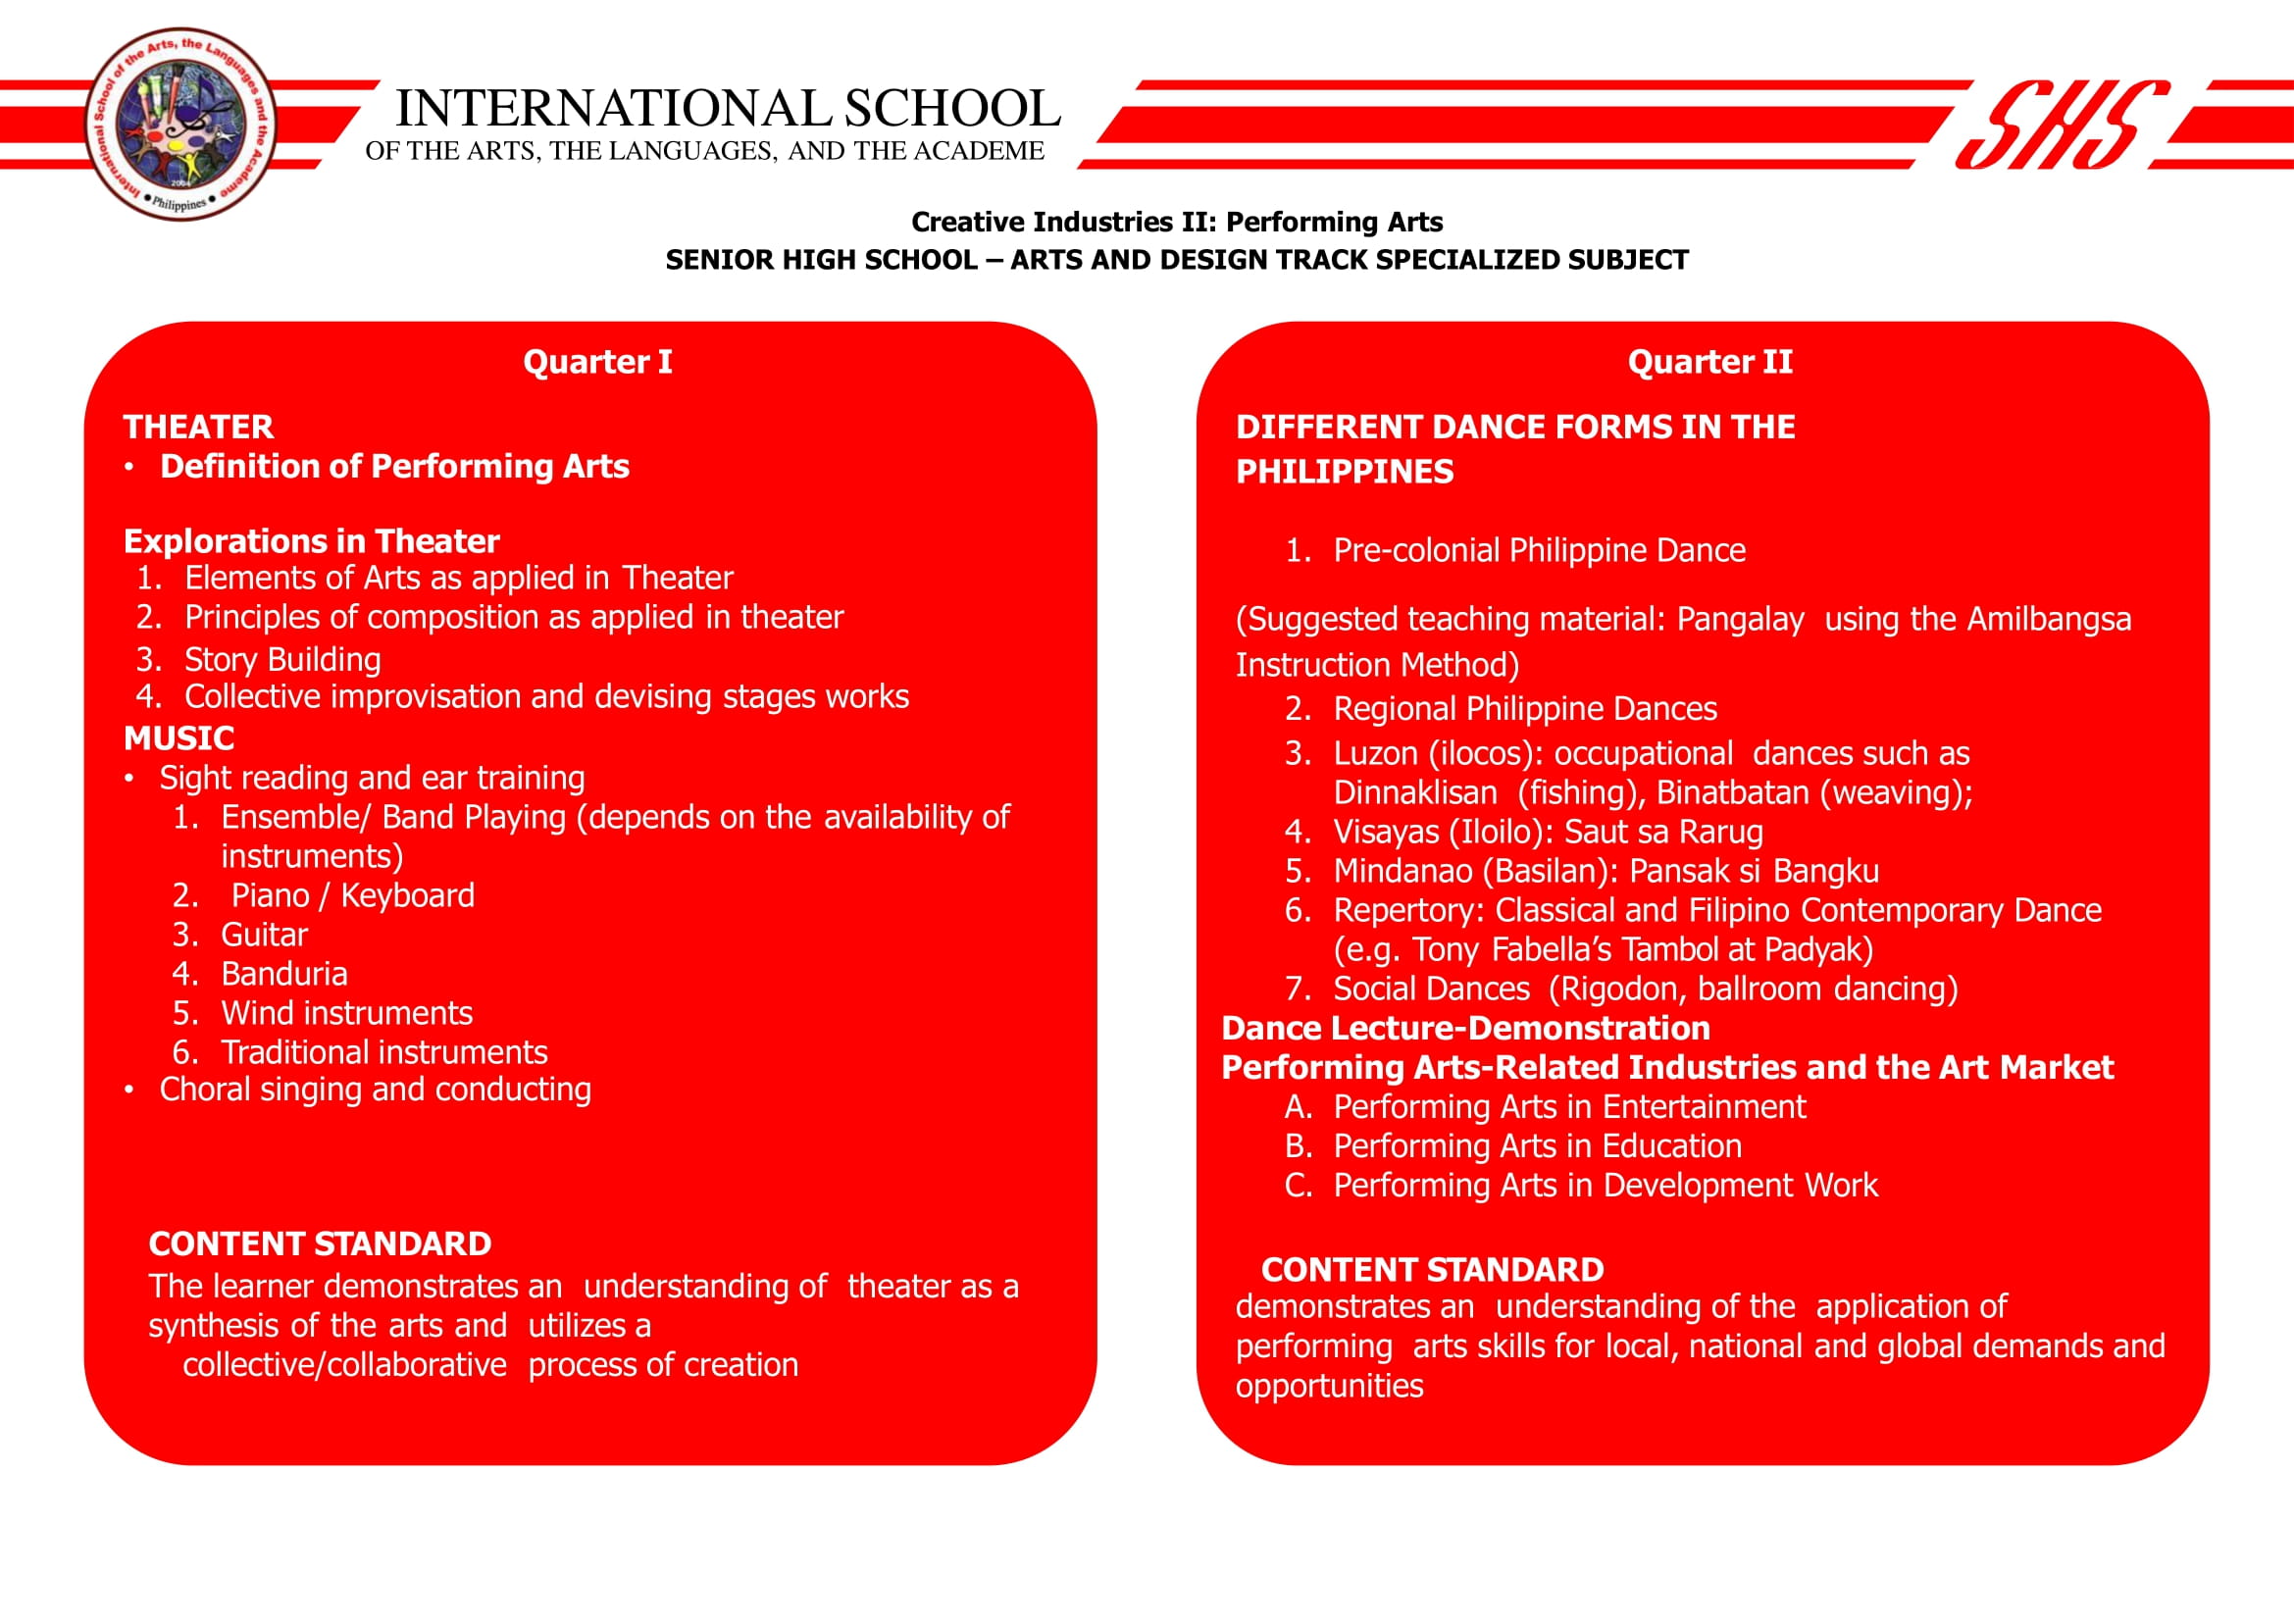 International School of the Arts, the Languages and the Academe
2004
• Philippines •
INTERNATIONAL SCHOOL
OF THE ARTS, THE LANGUAGES, AND THE ACADEME
SHS
Creative Industries II: Performing Arts
SENIOR HIGH SCHOOL – ARTS AND DESIGN TRACK SPECIALIZED SUBJECT
Quarter I
THEATER
• Definition of Performing Arts
Explorations in Theater
1. Elements of Arts as applied in Theater
2. Principles of composition as applied in theater
3. Story Building
4. Collective improvisation and devising stages works
MUSIC
• Sight reading and ear training
1. Ensemble/ Band Playing (depends on the availability of
instruments)
2. Piano / Keyboard
3. Guitar
4. Banduria
5. Wind instruments
6. Traditional instruments
• Choral singing and conducting
CONTENT STANDARD
The learner demonstrates an understanding of theater as a
synthesis of the arts and utilizes a
collective/collaborative process of creation
Quarter II
DIFFERENT DANCE FORMS IN THE
PHILIPPINES
1. Pre-colonial Philippine Dance
(Suggested teaching material: Pangalay using the Amilbangsa
Instruction Method)
2. Regional Philippine Dances
3. Luzon (ilocos): occupational dances such as
Dinnaklisan (fishing), Binatbatan (weaving);
4. Visayas (Iloilo): Saut sa Rarug
5. Mindanao (Basilan): Pansak si Bangku
6. Repertory: Classical and Filipino Contemporary Dance
(e.g. Tony Fabella’s Tambol at Padyak)
7. Social Dances (Rigodon, ballroom dancing)
Dance Lecture-Demonstration
Performing Arts-Related Industries and the Art Market
A. Performing Arts in Entertainment
B. Performing Arts in Education
C. Performing Arts in Development Work
CONTENT STANDARD
demonstrates an understanding of the application of
performing arts skills for local, national and global demands and
opportunities